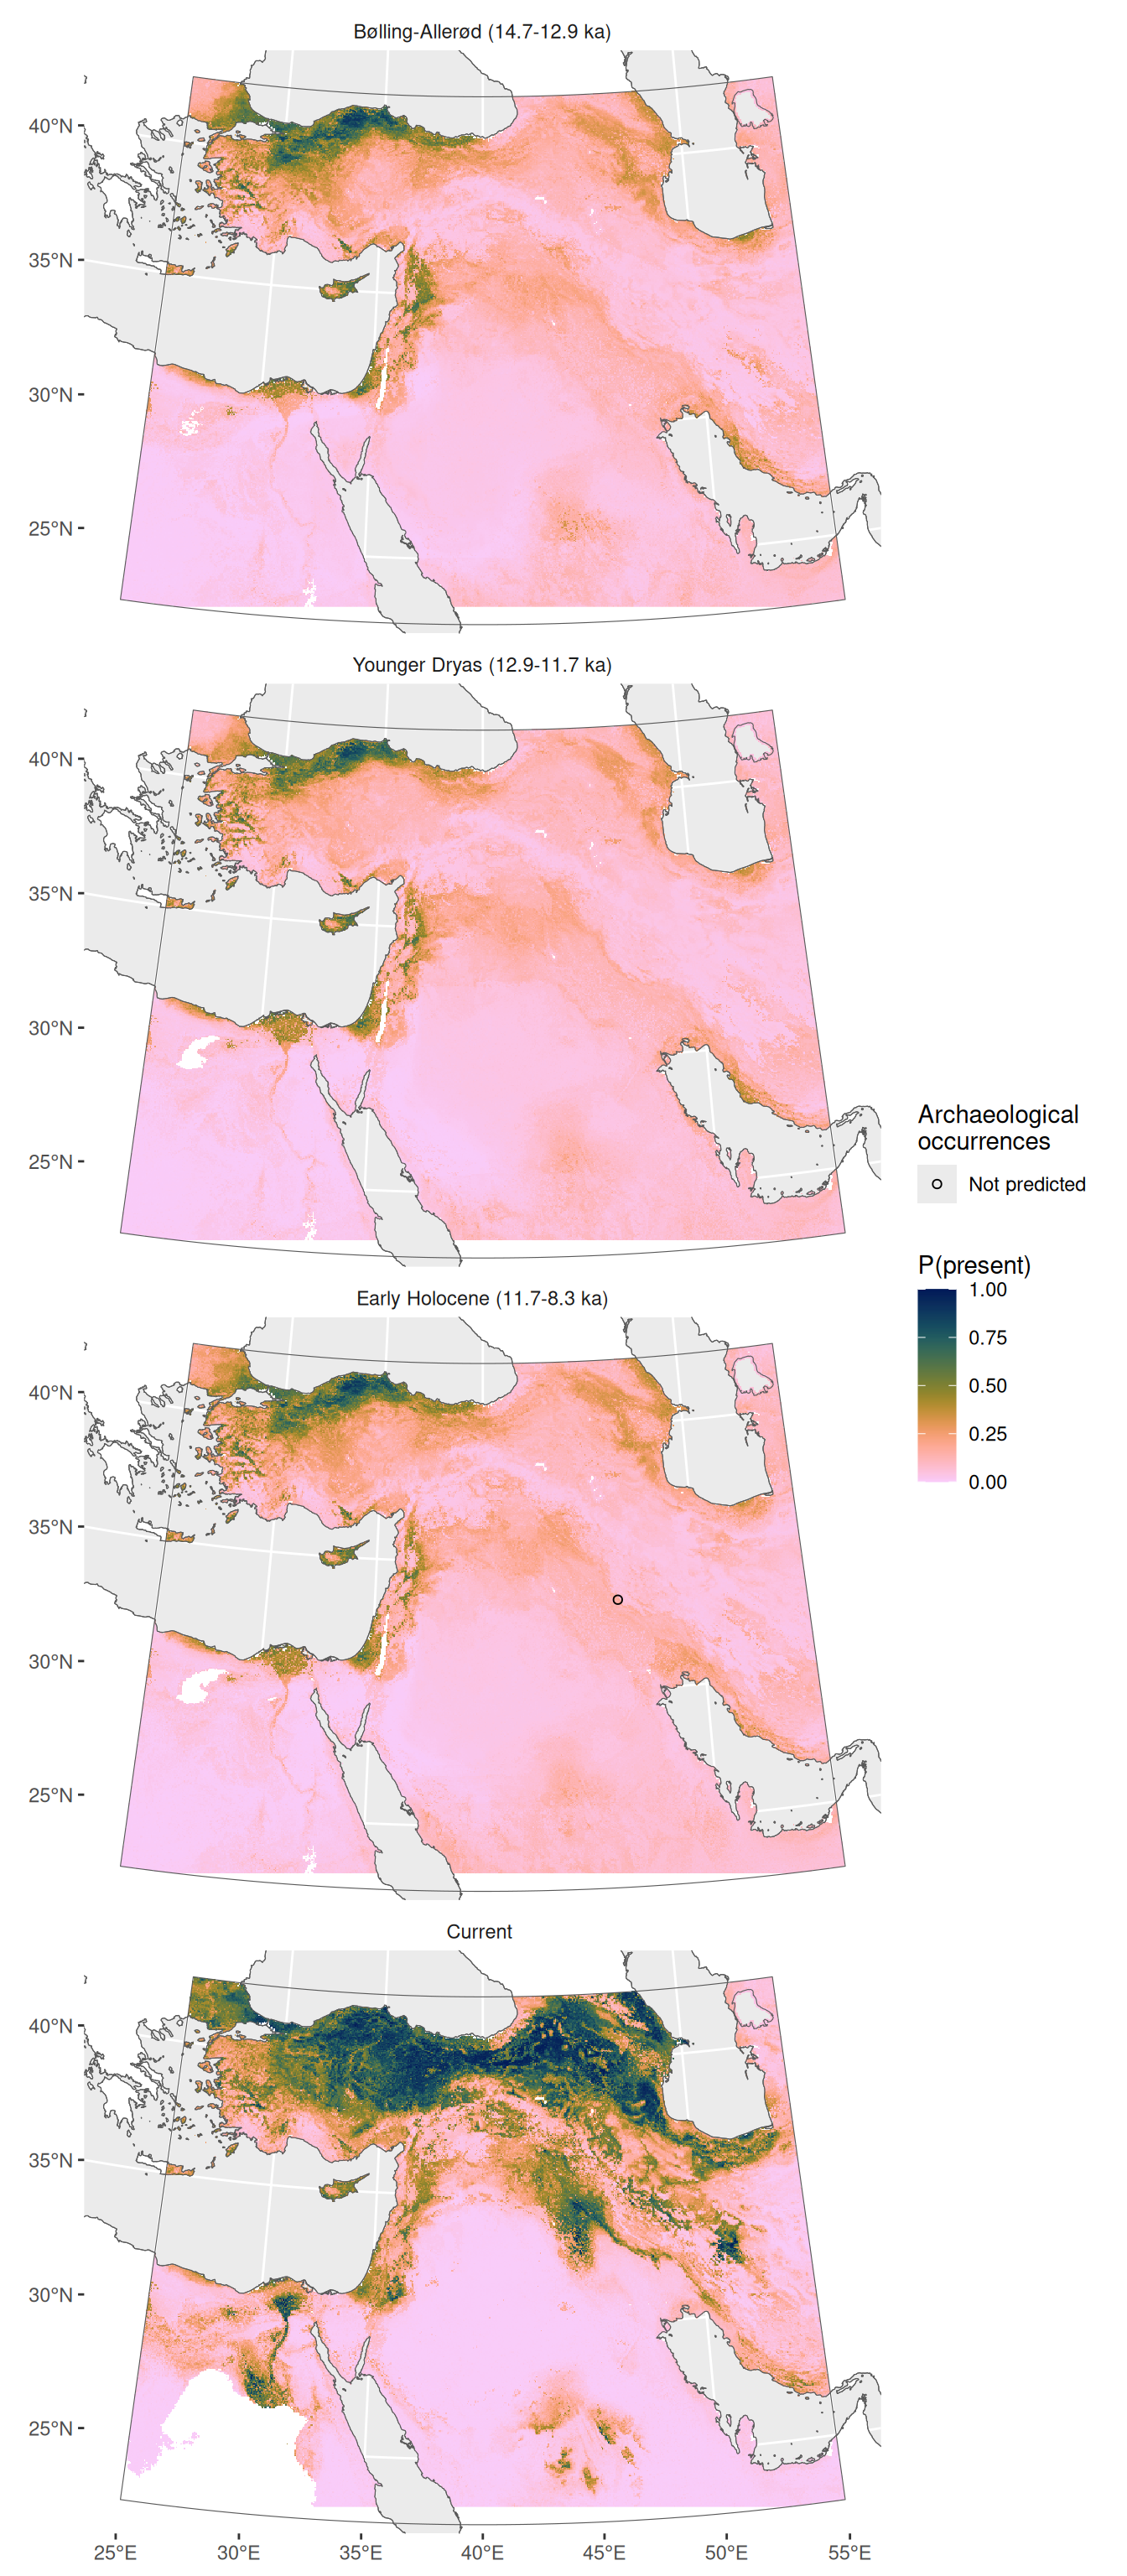 Bølling-Allerød (14.7-12.9 ka)
40°N
35°N
30°N
25°N
Younger Dryas (12.9-11.7 ka)
40°N
35°N
30°N
25°N
Archaeological
occurrences
Not predicted
P(present)
1.00
0.75
0.50
0.25
0.00
Early Holocene (11.7-8.3 ka)
40°N
35°N
30°N
25°N
Current
40°N
35°N
30°N
25°N
25°E 30°E 35°E 40°E 45°E 50°E 55°E